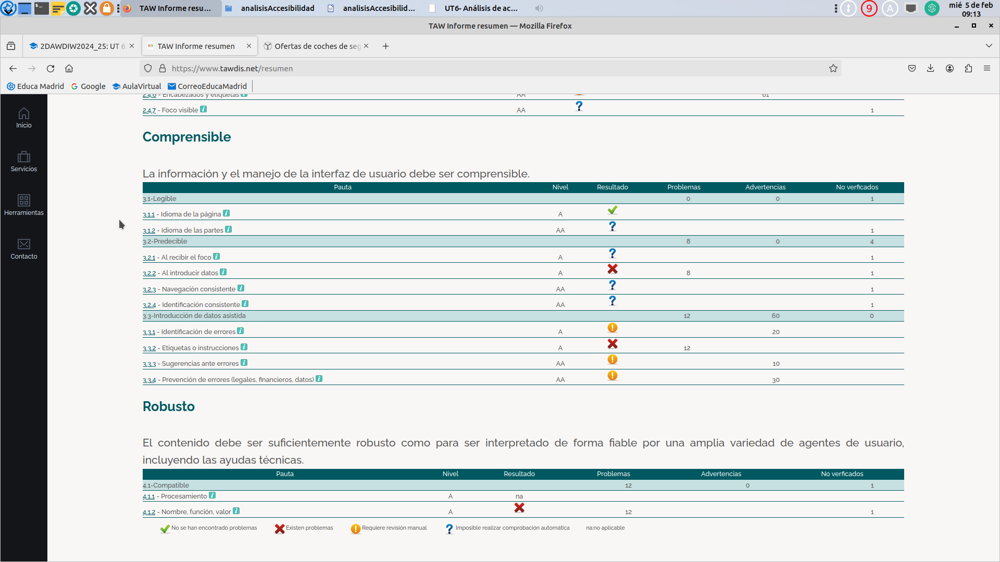 TAW Informe resu...
analisisAccesibilidad
analisisAccesibilid...
UT6- Análisis de ac...
9
A
mié 5 de feb
09:13
TAW Informe resumen — Mozilla Firefox
2DAWDIW2024_25: UT 6.
TAW Informe resumen
Ofertas de coches de seg
https://www.tawdis.net/resumen
Educa Madrid
Google
AulaVirtual
CorreoEducaMadrid
Inicio
Servicios
Herramientas
Contacto
2.4.6 - Encabezados y etiquetas AA 61
2.4.7 - Foco visible AA 1
Comprensible
La información y el manejo de la interfaz de usuario debe ser comprensible.
Pauta Nivel Resultado Problemas Advertencias No verficados
3.1-Legible 0 0 1
3.1.1 - Idioma de la página A
3.1.2 - Idioma de las partes AA 1
3.2-Predecible 8 0 4
3.2.1 - Al recibir el foco A 1
3.2.2 - Al introducir datos A 8 1
3.2.3 - Navegación consistente AA 1
3.2.4 - Identificación consistente AA 1
3.3-Introducción de datos asistida 12 60 0
3.3.1 - Identificación de errores A 20
3.3.2 - Etiquetas o instrucciones A 12
3.3.3 - Sugerencias ante errores AA 10
3.3.4 - Prevención de errores (legales, financieros, datos) AA 30
Robusto
El contenido debe ser suficientemente robusto como para ser interpretado de forma fiable por una amplia variedad de agentes de usuario,
incluyendo las ayudas técnicas.
Pauta Nivel Resultado Problemas Advertencias No verficados
4.1-Compatible 12 0 1
4.1.1 - Procesamiento A na
4.1.2 - Nombre, función, valor A 12 1
No se han encontrado problemas Existen problemas Requiere revisión manual Imposible realizar comprobación automática na:no aplicable